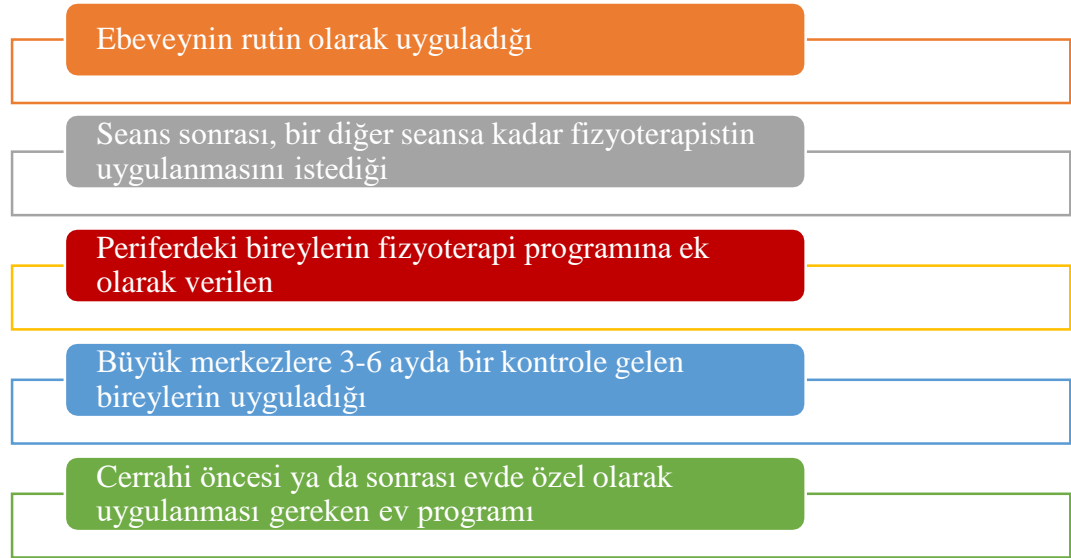 Ebeveynin rutin olarak uyguladığı
Seans sonrası, bir diğer seansa kadar fizyoterapistin
uygulanmasını istediği
Periferdeki bireylerin fizyoterapi programına ek
olarak verilen
Büyük merkezlere 3-6 ayda bir kontrole gelen
bireylerin uyguladığı
Cerrahi öncesi ya da sonrası evde özel olarak
uygulanması gereken ev programı